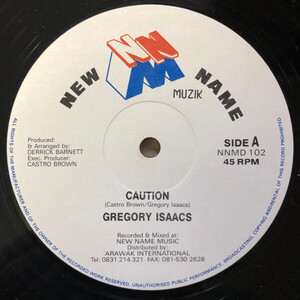 NEW NN NAME
M
MUZIK
SIDE A
NNMD 102
45 RPM
Produced
& Arranged by:
DERRICK BARNETT
Exec. Producer:
CASTRO BROWN
CAUTION
(Castro Brown/Gregory Isaacs)
GREGORY ISAACS
Recorded & Mixed at:
NEW NAME MUSIC
Distributed by:
ARAWAK INTERNATIONAL
Tel: 0831 214 321 Fax: 081-530 2628
ALL RIGHTS OF THE MANUFACTURER AND OWNER OF THE RECORDED WORK RESERVED. UNAUTHORISED PUBLIC PERFORMANCE, BROADCASTING, COPYING AND RENTAL OF THIS RECORD PROHIBITED.